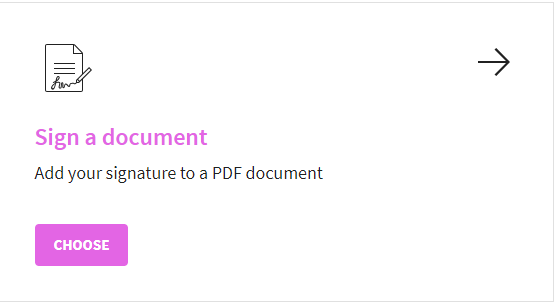 Sign a document
Add your signature to a PDF document
CHOOSE